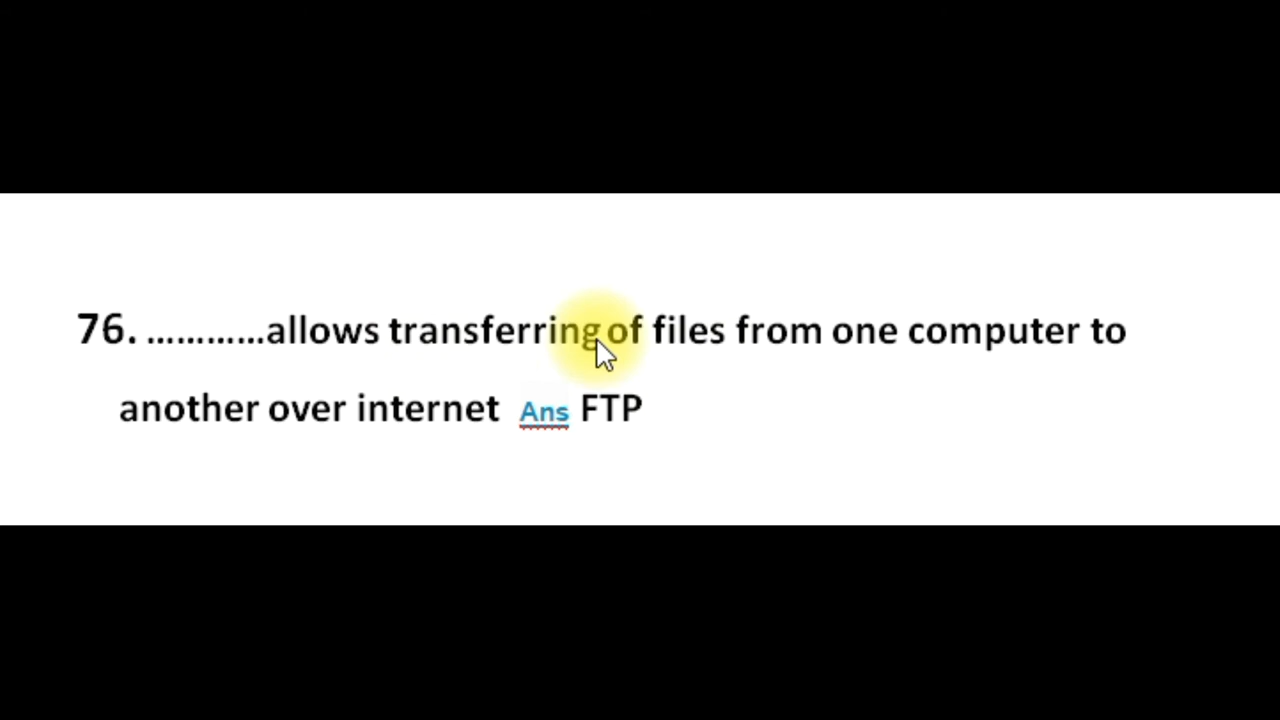 76. …………allows transferring of files from one computer to
another over internet Ans FTP